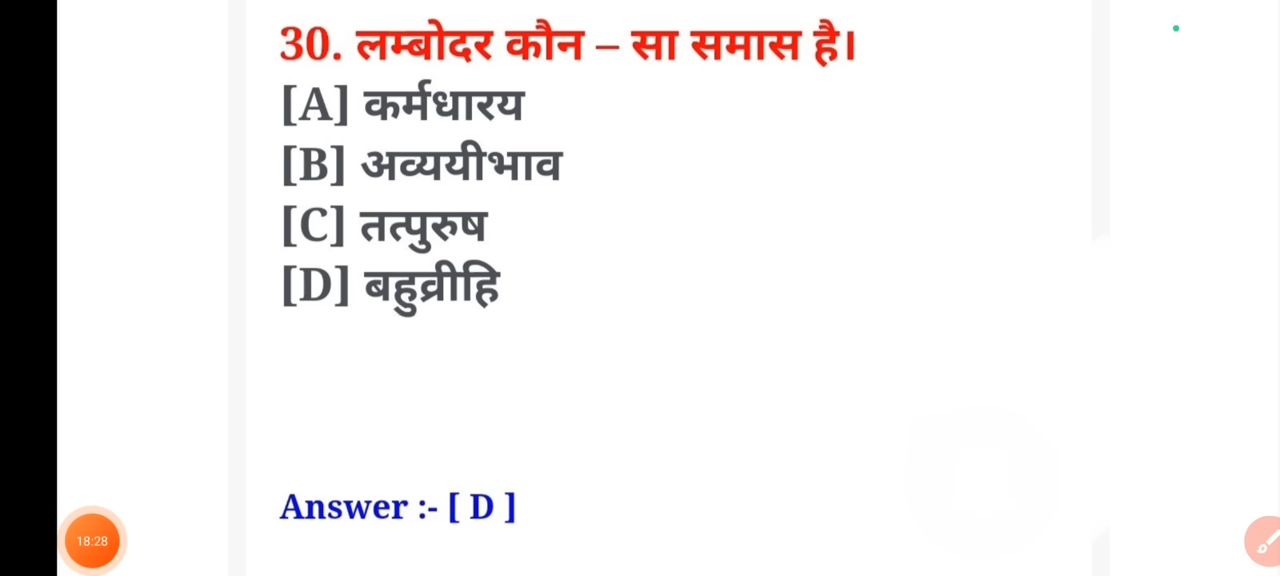 30. लम्बोदर कौन – सा समास है।
[A] कर्मधारय
[B] अव्ययीभाव
[C] तत्पुरुष
[D] बहुव्रीहि
Answer :- [ D ]
18:28